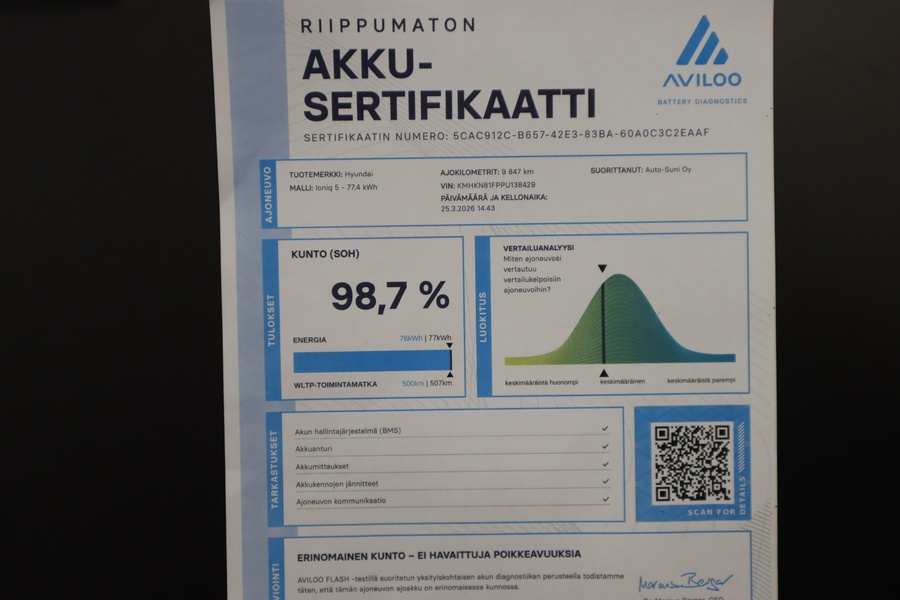 RIIPPUMATON
AKKU-
SERTIFIKAATTI
SERTIFIKAATIN NUMERO: 5CAC912C-B657-42E3-83BA-60A0C3C2EAAF
AVILOO
BATTERY DIAGNOSTICS
AJONEUVO
TUOTEMERKKI: Hyundai
MALLI: Ioniq 5 - 77,4 kWh
AJOKILOMETRIT: 9 847 km
VIN: KMHKN81FPPU138429
PÄIVÄMÄÄRÄ JA KELLONAIKA:
25.3.2026 14.43
SUORITTANUT: Auto-Suni Oy
TULOKSET
KUNTO (SOH)
98,7 %
ENERGIA 76kWh | 77kWh
WLTP-TOIMINTAMATKA 500km | 507km
LUOKITUS
VERTAILUANALYYSI
Miten ajoneuvosi
vertautuu
vertailukelpoisiin
ajoneuvoihin?
keskimääräistä huonompi keskimääräinen keskimääräistä parempi
TARKASTUKSET
Akun hallintajärjestelmä (BMS)
Akkuanturi
Akkumittaukset
Akkukennojen jännitteet
Ajoneuvon kommunikaatio
SCAN FOR DETAILS
ERINOMAINEN KUNTO – EI HAVAITTUJA POIKKEAVUUKSIA
AVILOO FLASH -testillä suoritetun yksityiskohtaisen akun diagnostiikan perusteella todistamme
täten, että tämän ajoneuvon ajoakku on erinomaisessa kunnossa.